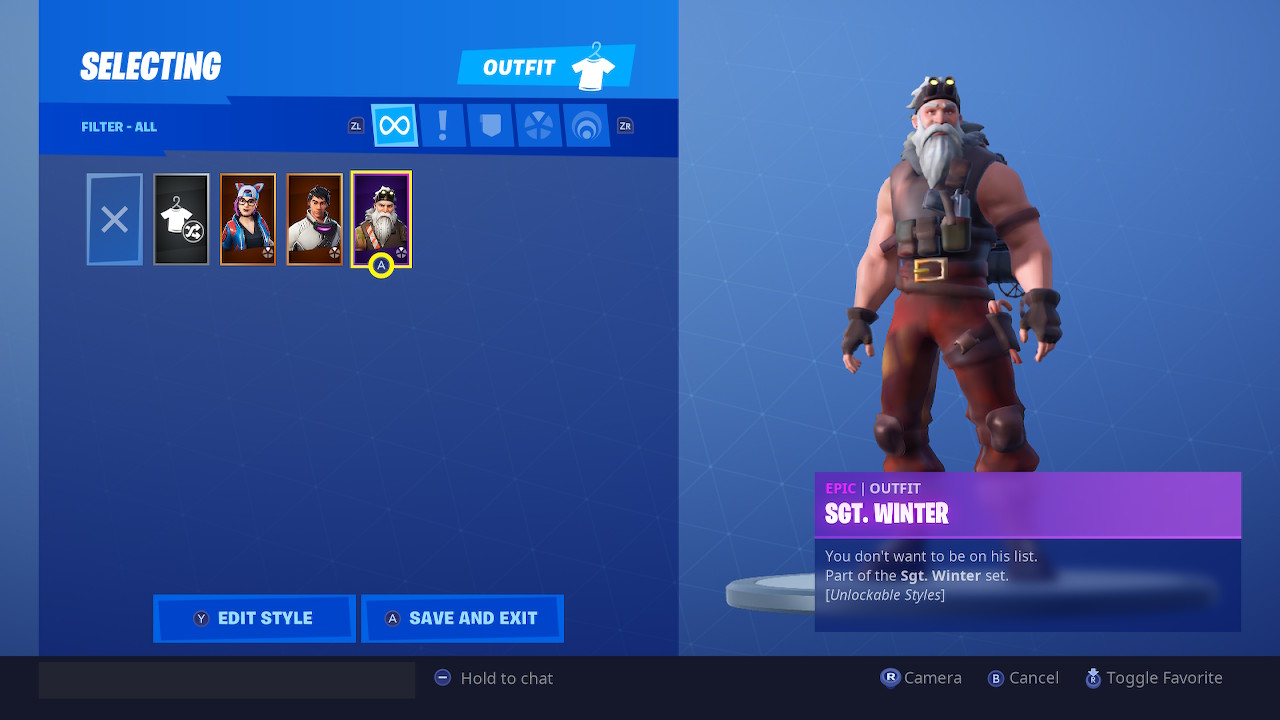 SELECTING
OUTFIT
FILTER - ALL
ZL
ZR
A
EPIC | OUTFIT
SGT. WINTER
You don't want to be on his list.
Part of the Sgt. Winter set.
[Unlockable Styles]
Y EDIT STYLE
A SAVE AND EXIT
Hold to chat
R Camera
B Cancel
R Toggle Favorite